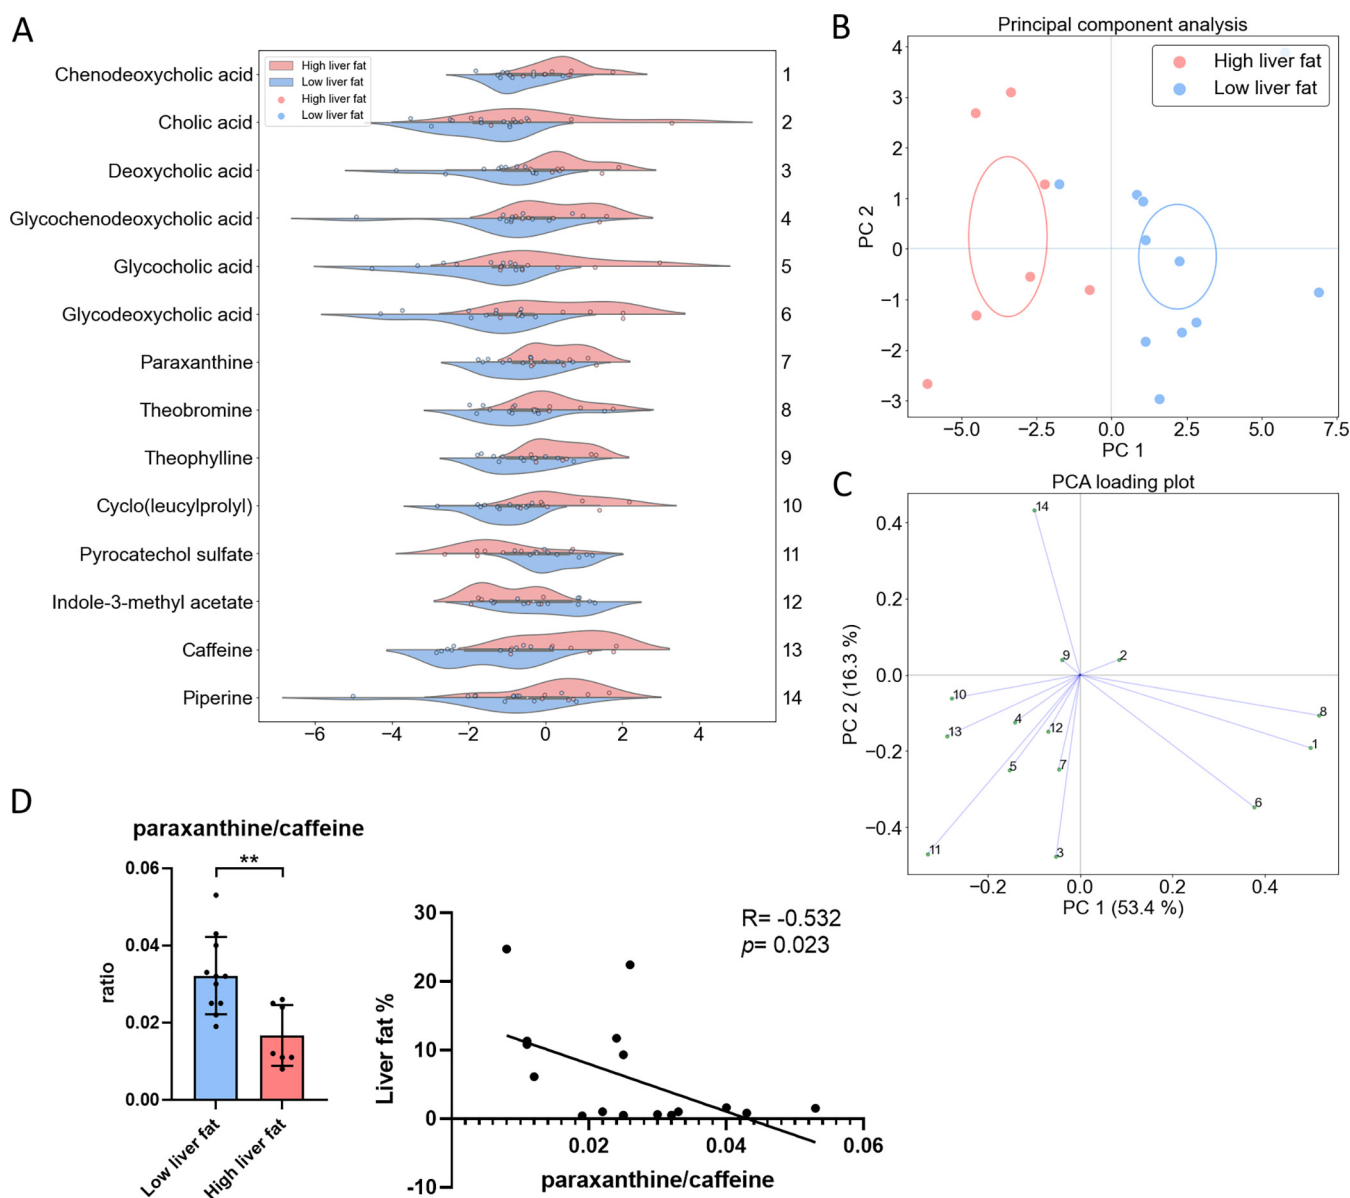 A
Chenodeoxycholic acid
Cholic acid
Deoxycholic acid
Glycochenodeoxycholic acid
Glycocholic acid
Glycodeoxycholic acid
Paraxanthine
Theobromine
Theophylline
Cyclo(leucylprolyl)
Pyrocatechol sulfate
Indole-3-methyl acetate
Caffeine
Piperine
High liver fat
Low liver fat
High liver fat
Low liver fat
1
2
3
4
5
6
7
8
9
10
11
12
13
14
−6 −4 −2 0 2 4
B
Principal component analysis
High liver fat
Low liver fat
PC 2
4
3
2
1
0
−1
−2
−3
−5.0 −2.5 0.0 2.5 5.0 7.5
PC 1
C
PCA loading plot
PC 2 (16.3 %)
0.4
0.2
0.0
−0.2
−0.4
14
9
2
10
8
4
13
12
1
5
7
6
11
3
−0.2 0.0 0.2 0.4
PC 1 (53.4 %)
D
paraxanthine/caffeine
**
ratio
0.06
0.04
0.02
0.00
Low liver fat
High liver fat
R= -0.532
p= 0.023
Liver fat %
30
20
10
0
-10
0.02 0.04 0.06
paraxanthine/caffeine